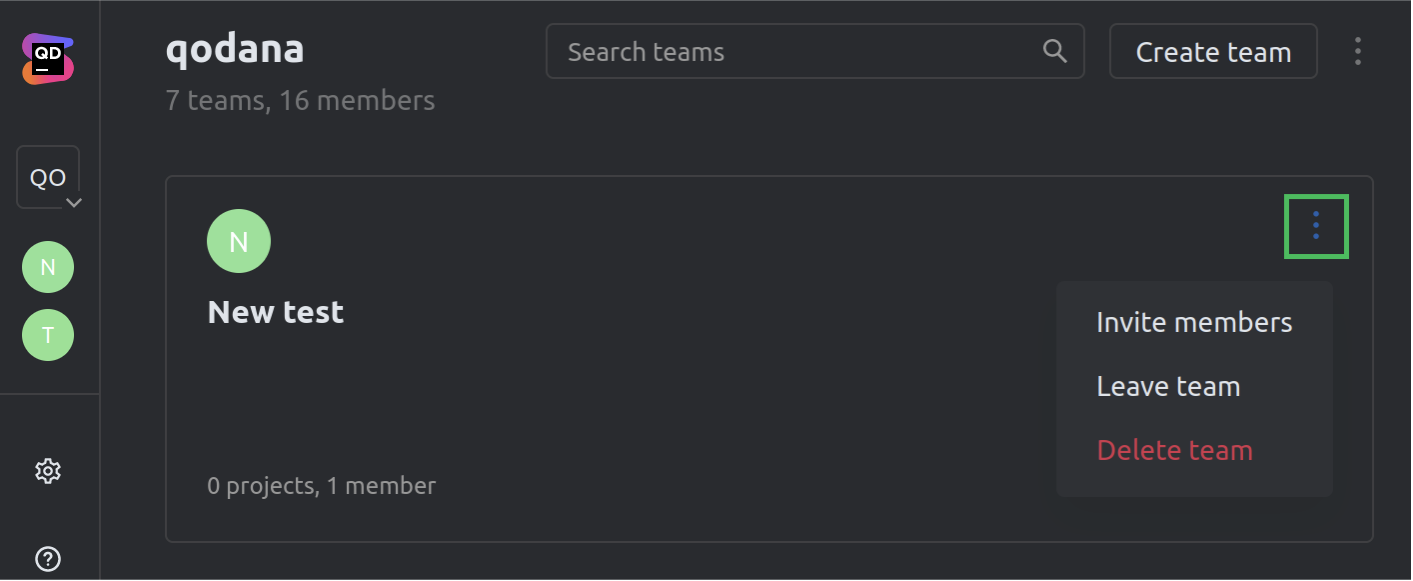 QD
qodana
Search teams
Create team
7 teams, 16 members
QO
N
T
N
New test
0 projects, 1 member
Invite members
Leave team
Delete team